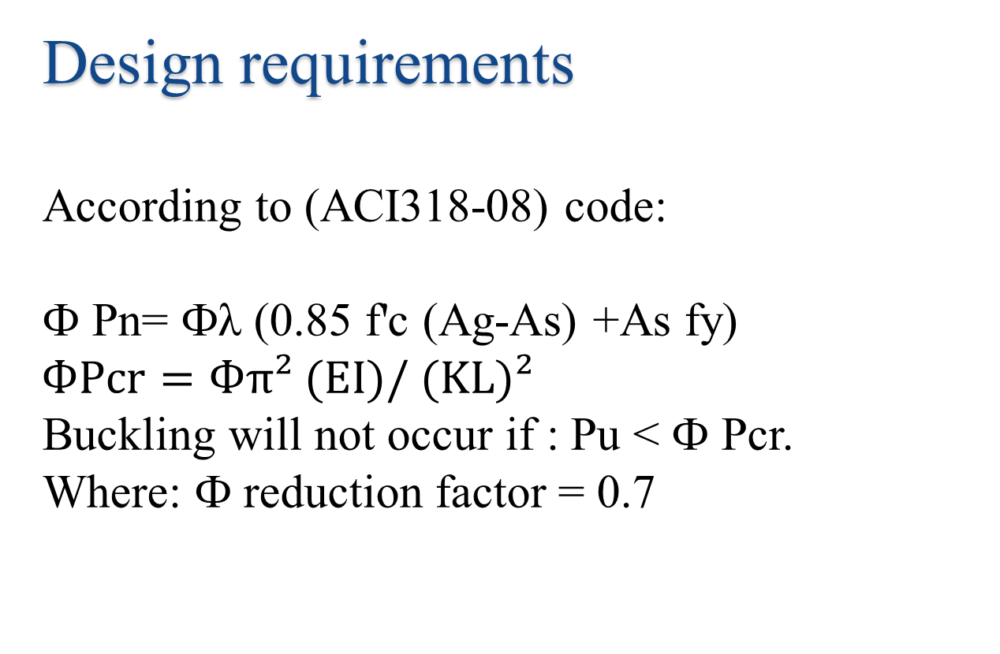 Design requirements
According to (ACI318-08) code:
Φ Pn= Φλ (0.85 f'c (Ag-As) +As fy)
ΦPcr = Φπ² (EI)/ (KL)²
Buckling will not occur if : Pu < Φ Pcr.
Where: Φ reduction factor = 0.7